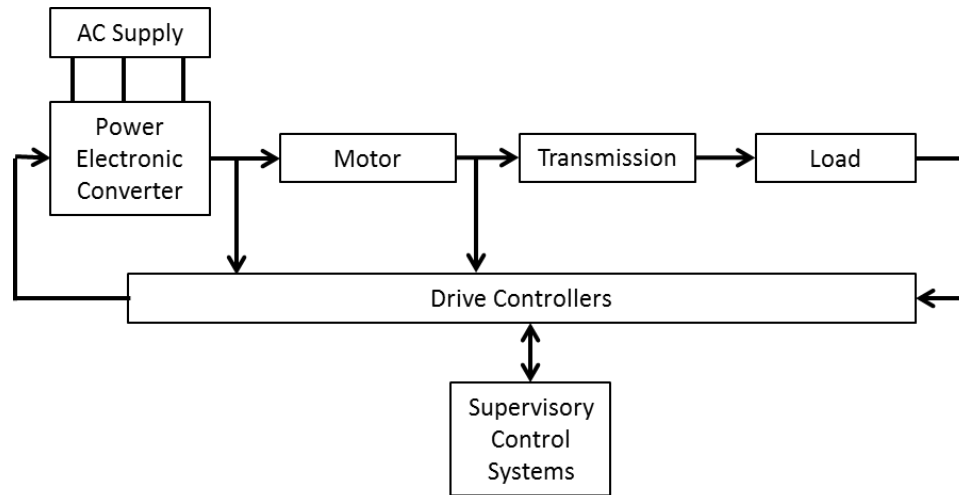 AC Supply
Power
Electronic
Converter
Motor
Transmission
Load
Drive Controllers
Supervisory
Control
Systems